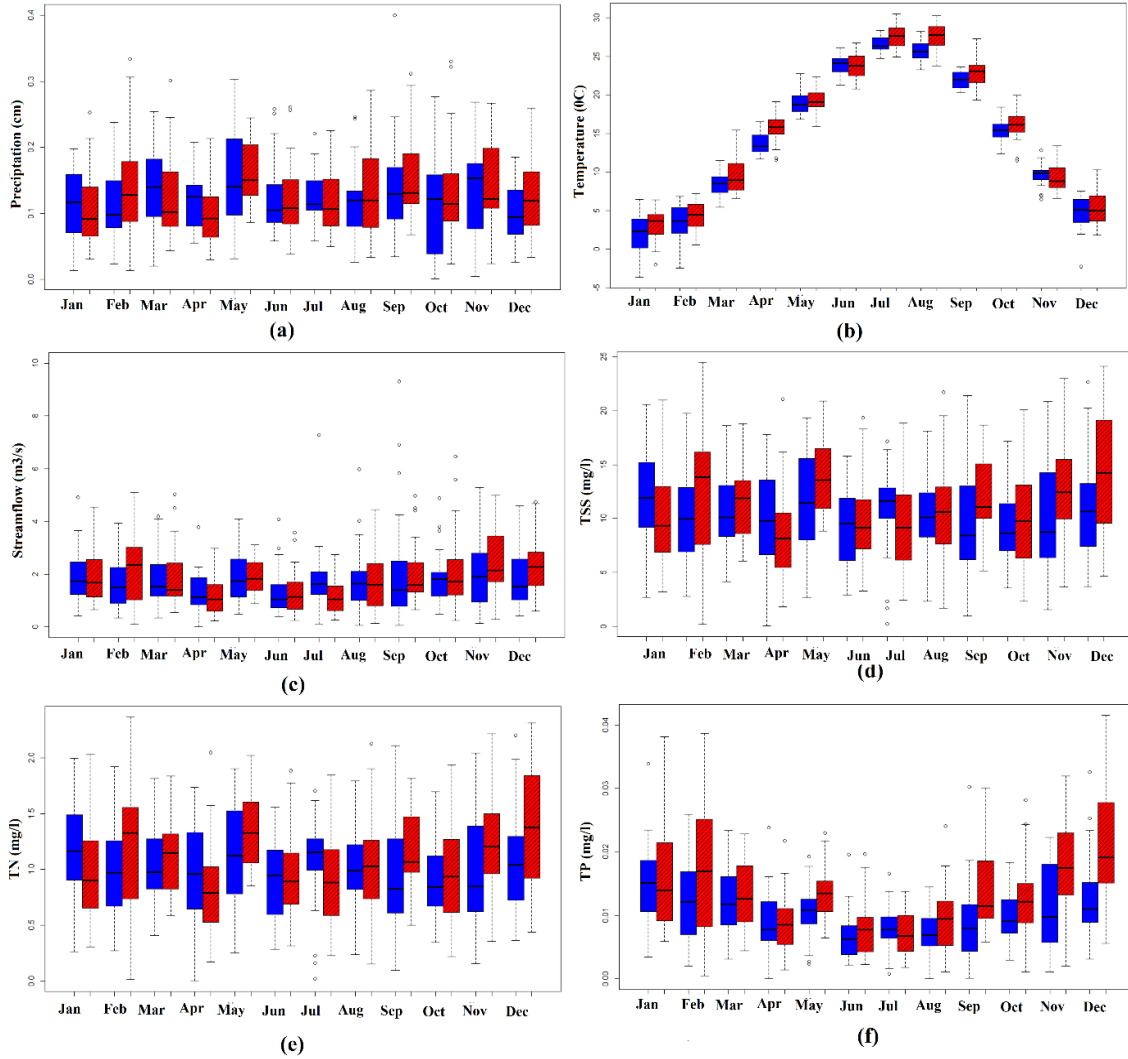 Preciptation (cm)
0.4
0.3
0.2
0.1
0.0
Jan Feb Mar Apr May Jun Jul Aug Sep Oct Nov Dec
(a)
Temperature (0C)
30
25
20
15
10
5
0
-5
Jan Feb Mar Apr May Jun Jul Aug Sep Oct Nov Dec
(b)
Streamflow (m3/s)
10
8
6
4
2
0
Jan Feb Mar Apr May Jun Jul Aug Sep Oct Nov Dec
(c)
TSS (mg/l)
25
20
15
10
5
0
Jan Feb Mar Apr May Jun Jul Aug Sep Oct Nov Dec
(d)
TN (mg/l)
2.0
1.5
1.0
0.5
0.0
Jan Feb Mar Apr May Jun Jul Aug Sep Oct Nov Dec
(e)
TP (mg/l)
0.04
0.03
0.02
0.01
0.00
Jan Feb Mar Apr May Jun Jul Aug Sep Oct Nov Dec
(f)